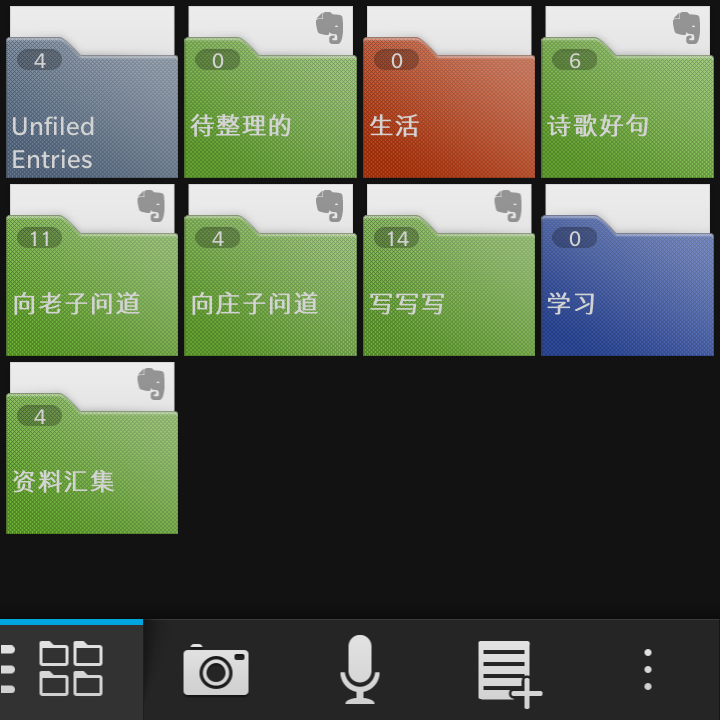 4
Unfiled
Entries
0
待整理的
0
生活
6
诗歌好句
11
向老子问道
4
向庄子问道
14
写写写
0
学习
4
资料汇集